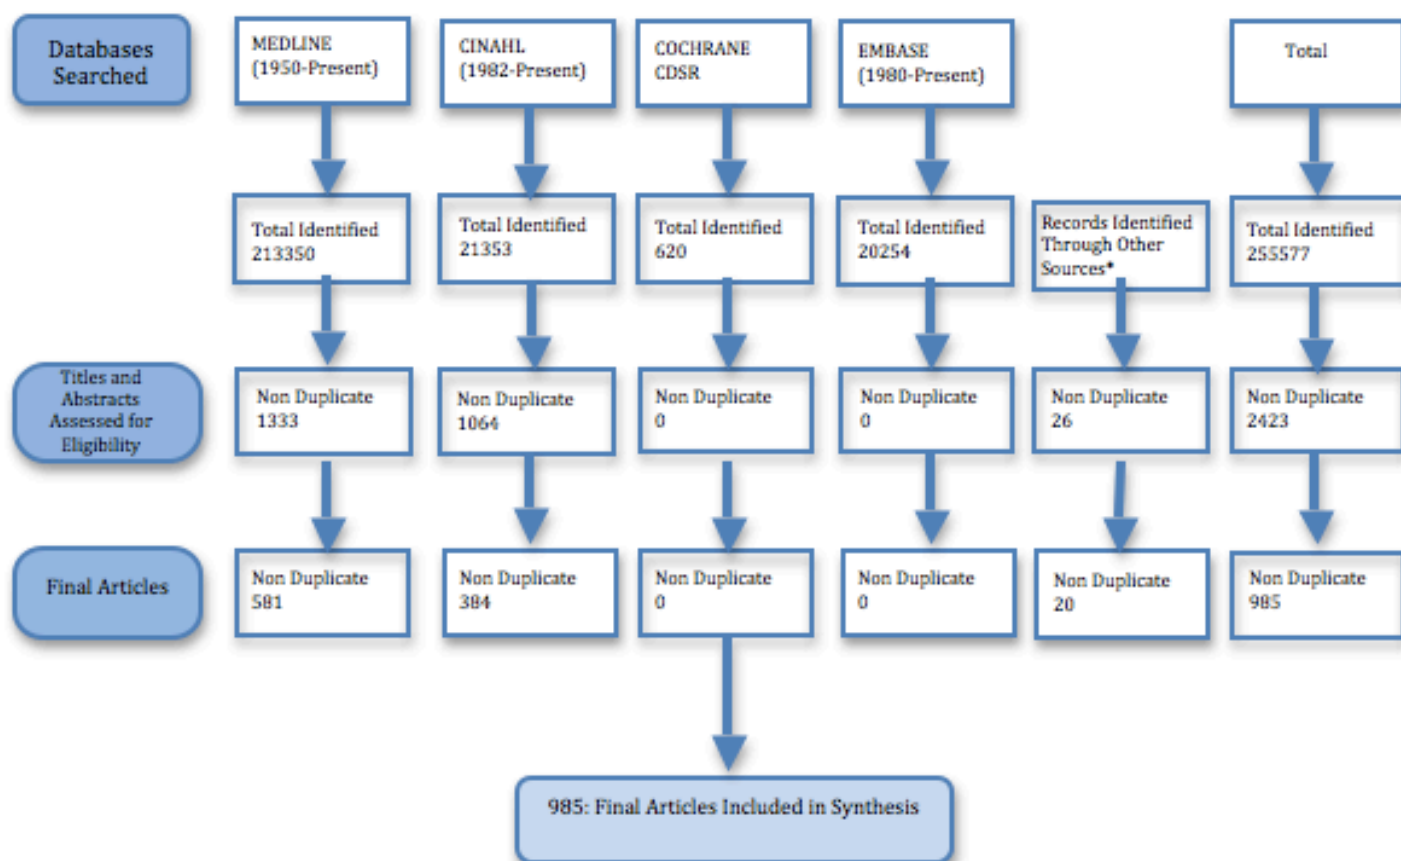 Databases
Searched
MEDLINE
(1950-Present)
CINAHL
(1982-Present)
COCHRANE
CDSR
EMBASE
(1980-Present)
Total
Total Identified
213350
Total Identified
21353
Total Identified
620
Total Identified
20254
Records Identified
Through Other
Sources*
Total Identified
255577
Titles and
Abstracts
Assessed for
Eligibility
Non Duplicate
1333
Non Duplicate
1064
Non Duplicate
0
Non Duplicate
0
Non Duplicate
26
Non Duplicate
2423
Final Articles
Non Duplicate
581
Non Duplicate
384
Non Duplicate
0
Non Duplicate
0
Non Duplicate
20
Non Duplicate
985
985: Final Articles Included in Synthesis